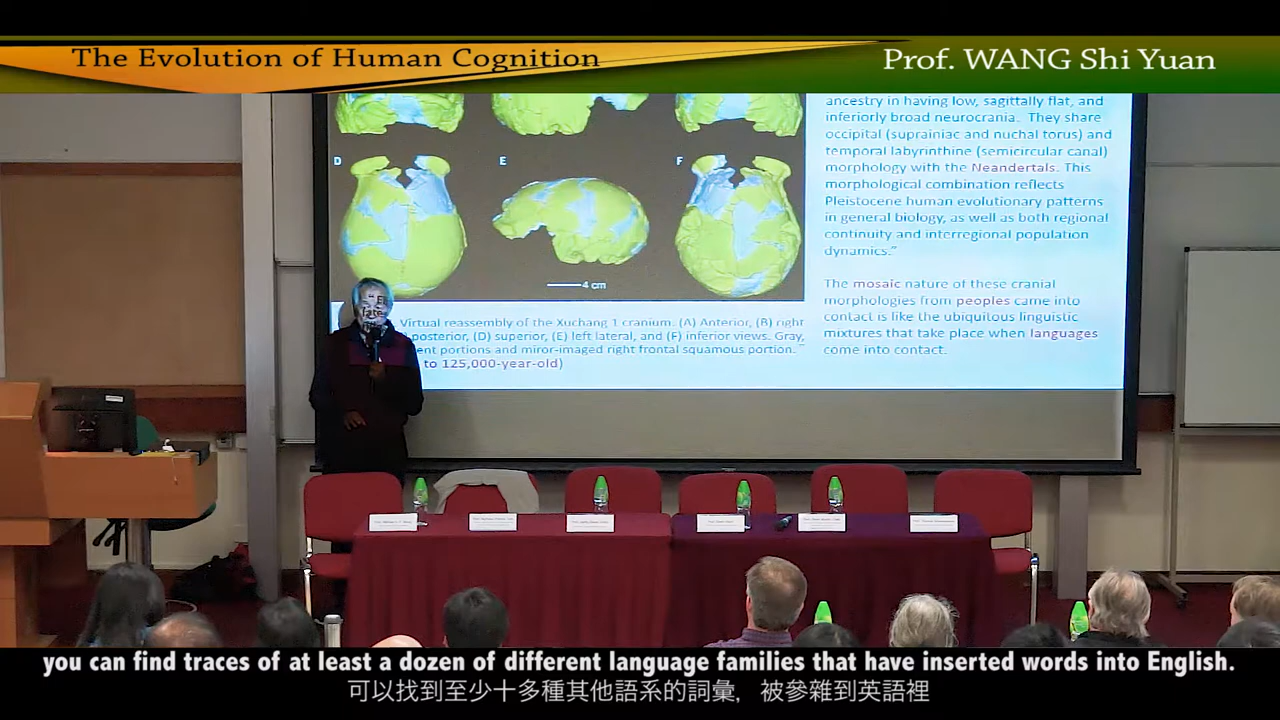 The Evolution of Human Cognition
Prof. WANG Shi Yuan
ancestry in having low, sagittally flat, and
inferiorly broad neurocrania. They share
occipital (suprainiac and nuchal torus) and
temporal labyrinthine (semicircular canal)
morphology with the Neandertals. This
morphological combination reflects
Pleistocene human evolutionary patterns
in general biology, as well as both regional
continuity and interregional population
dynamics."
The mosaic nature of these cranial
morphologies from peoples came into
contact is like the ubiquitous linguistic
mixtures that take place when languages
come into contact.
D
E
F
4 cm
Virtual reassembly of the Xuchang 1 cranium. (A) Anterior, (B) right
posterior, (D) superior, (E) left lateral, and (F) inferior views. Gray,
ent portions and miror-imaged right frontal squamous portion."
to 125,000-year-old)
you can find traces of at least a dozen of different language families that have inserted words into English.
可以找到至少十多種其他語系的詞彙，被參雜到英語裡